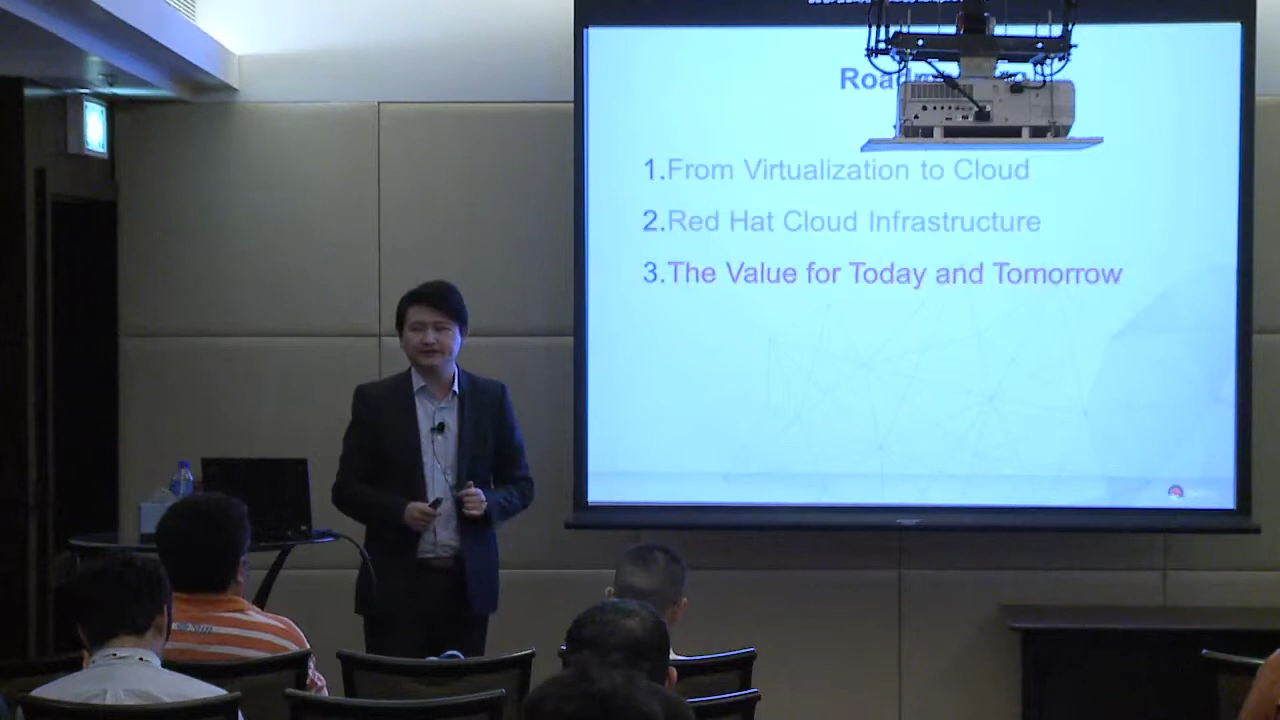 1.From Virtualization to Cloud
2.Red Hat Cloud Infrastructure
3.The Value for Today and Tomorrow